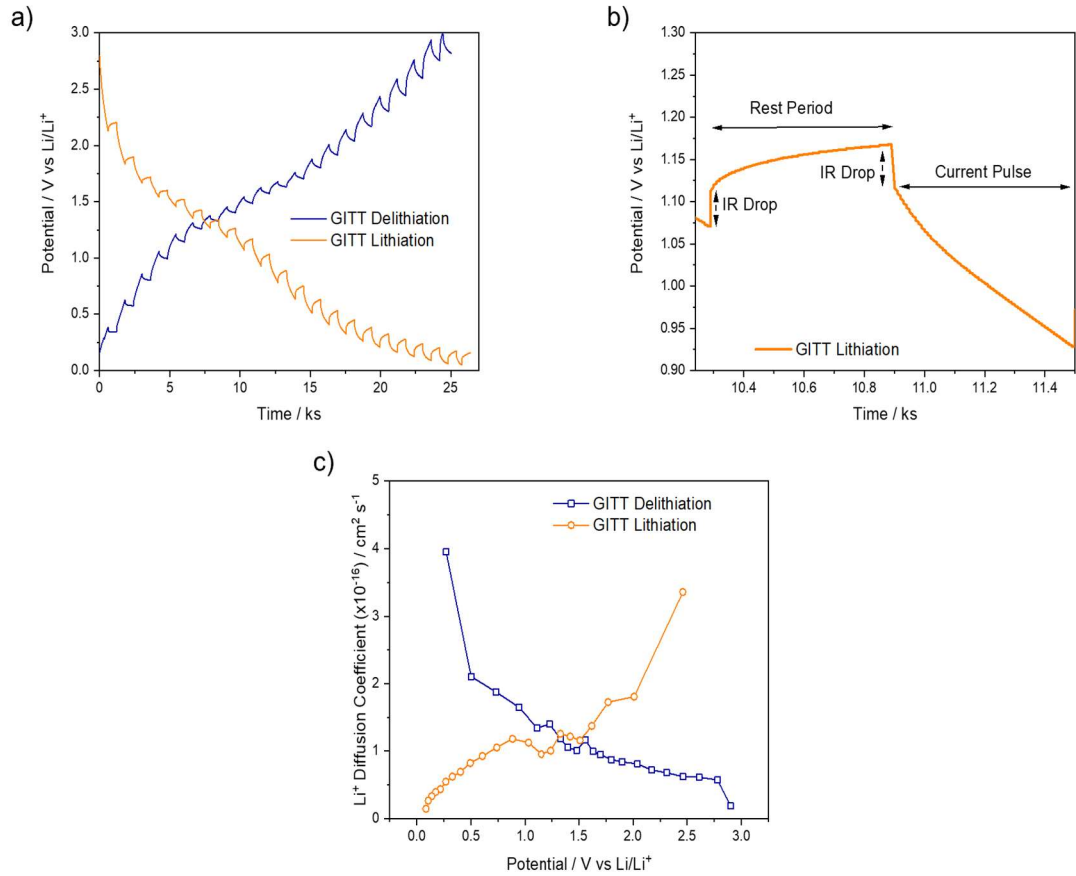 a)
3.0
2.5
2.0
1.5
1.0
0.5
0.0
Potential / V vs Li/Li⁺
GITT Delithiation
GITT Lithiation
0 5 10 15 20 25
Time / ks
b)
1.30
1.25
1.20
1.15
1.10
1.05
1.00
0.95
0.90
Potential / V vs Li/Li⁺
Rest Period
IR Drop
Current Pulse
IR Drop
GITT Lithiation
10.4 10.6 10.8 11.0 11.2 11.4
Time / ks
c)
5
4
3
2
1
0
Li⁺ Diffusion Coefficient (x10⁻¹⁶) / cm² s⁻¹
GITT Delithiation
GITT Lithiation
0.0 0.5 1.0 1.5 2.0 2.5 3.0
Potential / V vs Li/Li⁺